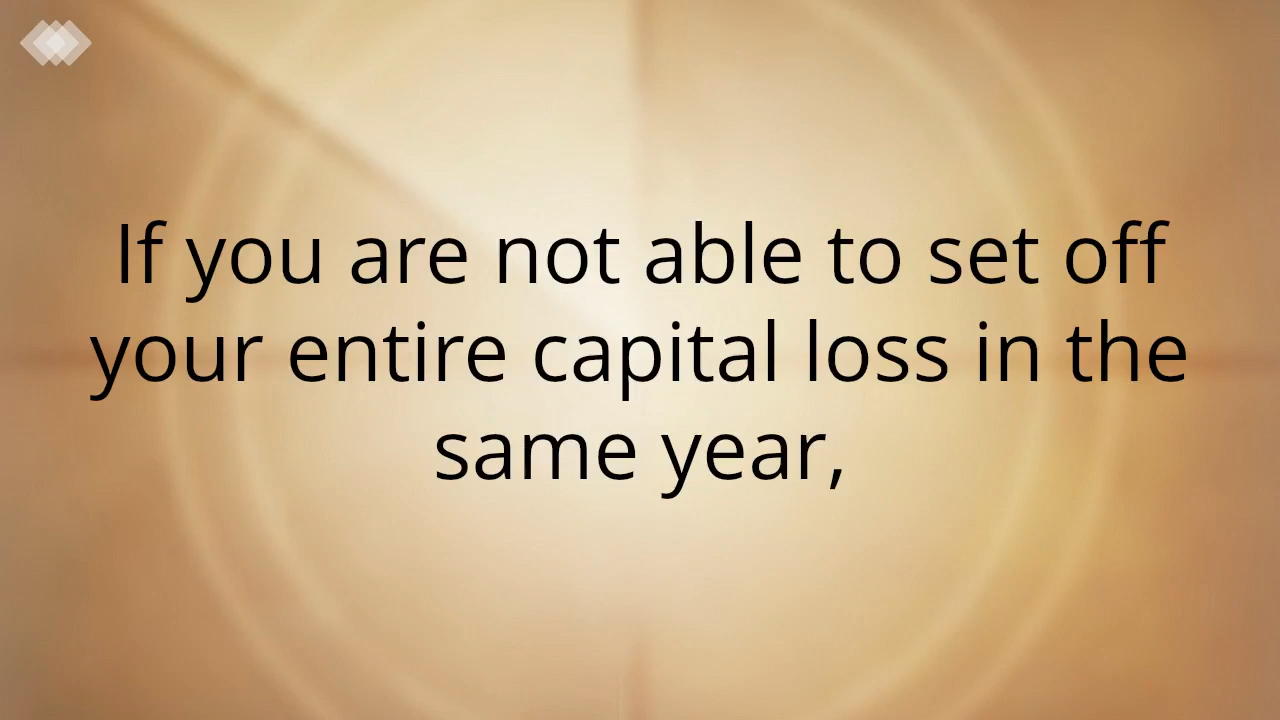 If you are not able to set off
your entire capital loss in the
same year,